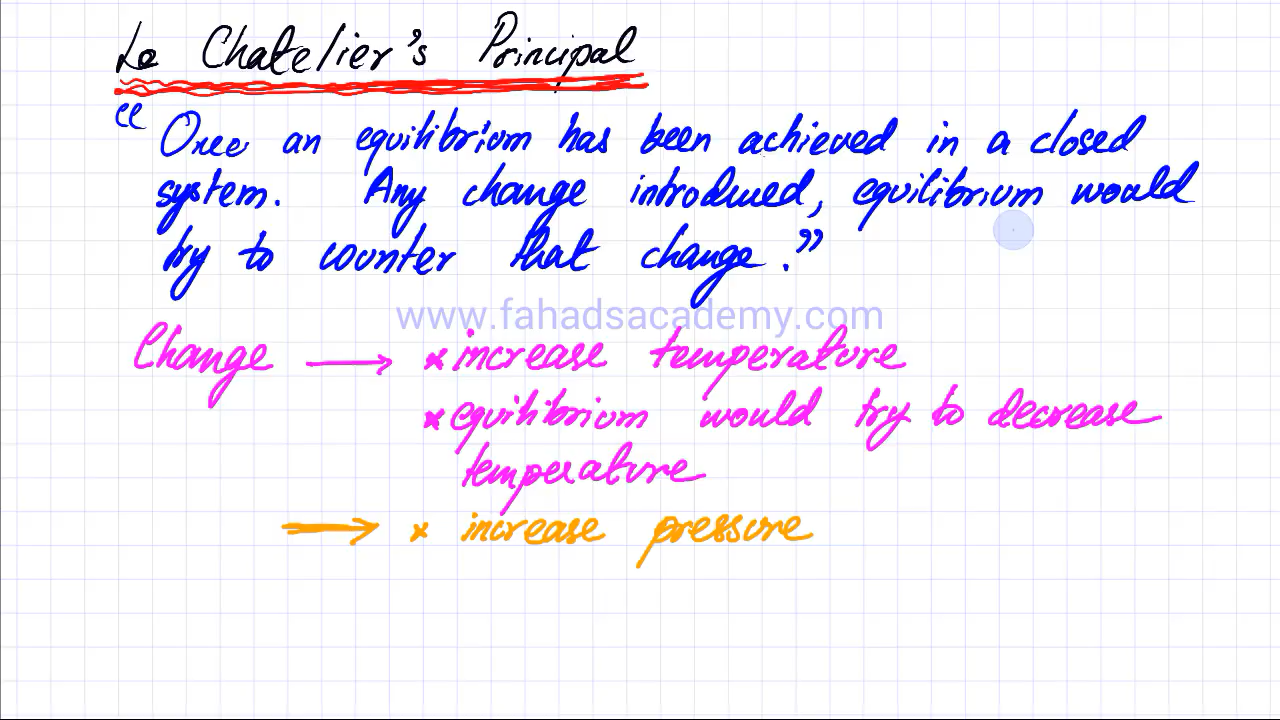 Le Chatelier's Principal
"Once an equilibrium has been achieved in a closed
system. Any change introduced, equilibrium would
try to counter that change."
www.fahadsacademy.com
Change → × increase temperature
× equilibrium would try to decrease
temperature
→ × increase pressure